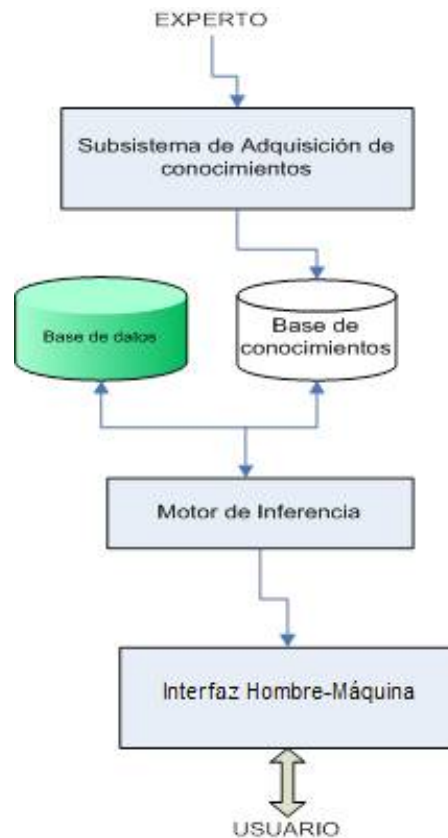 EXPERTO
Subsistema de Adquisición de
conocimientos
Base de datos
Base de
conocimientos
Motor de Inferencia
Interfaz Hombre-Máquina
USUARIO